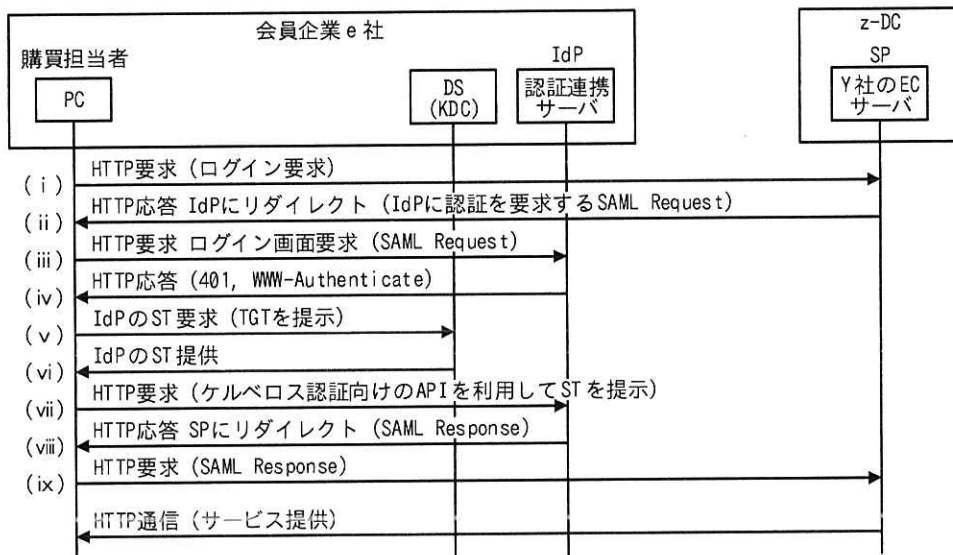 会員企業e社
z-DC
購買担当者
IdP
SP
PC
DS
(KDC)
認証連携
サーバ
Y社のEC
サーバ
(ⅰ) HTTP要求(ログイン要求)
(ⅱ) HTTP応答 IdPにリダイレクト(IdPに認証を要求するSAML Request)
(ⅲ) HTTP要求 ログイン画面要求(SAML Request)
(ⅳ) HTTP応答(401, WWW-Authenticate)
(ⅴ) IdPのST要求(TGTを提示)
(ⅵ) IdPのST提供
(ⅶ) HTTP要求(ケルベロス認証向けのAPIを利用してSTを提示)
(ⅷ) HTTP応答 SPにリダイレクト(SAML Response)
(ⅸ) HTTP要求(SAML Response)
HTTP通信(サービス提供)